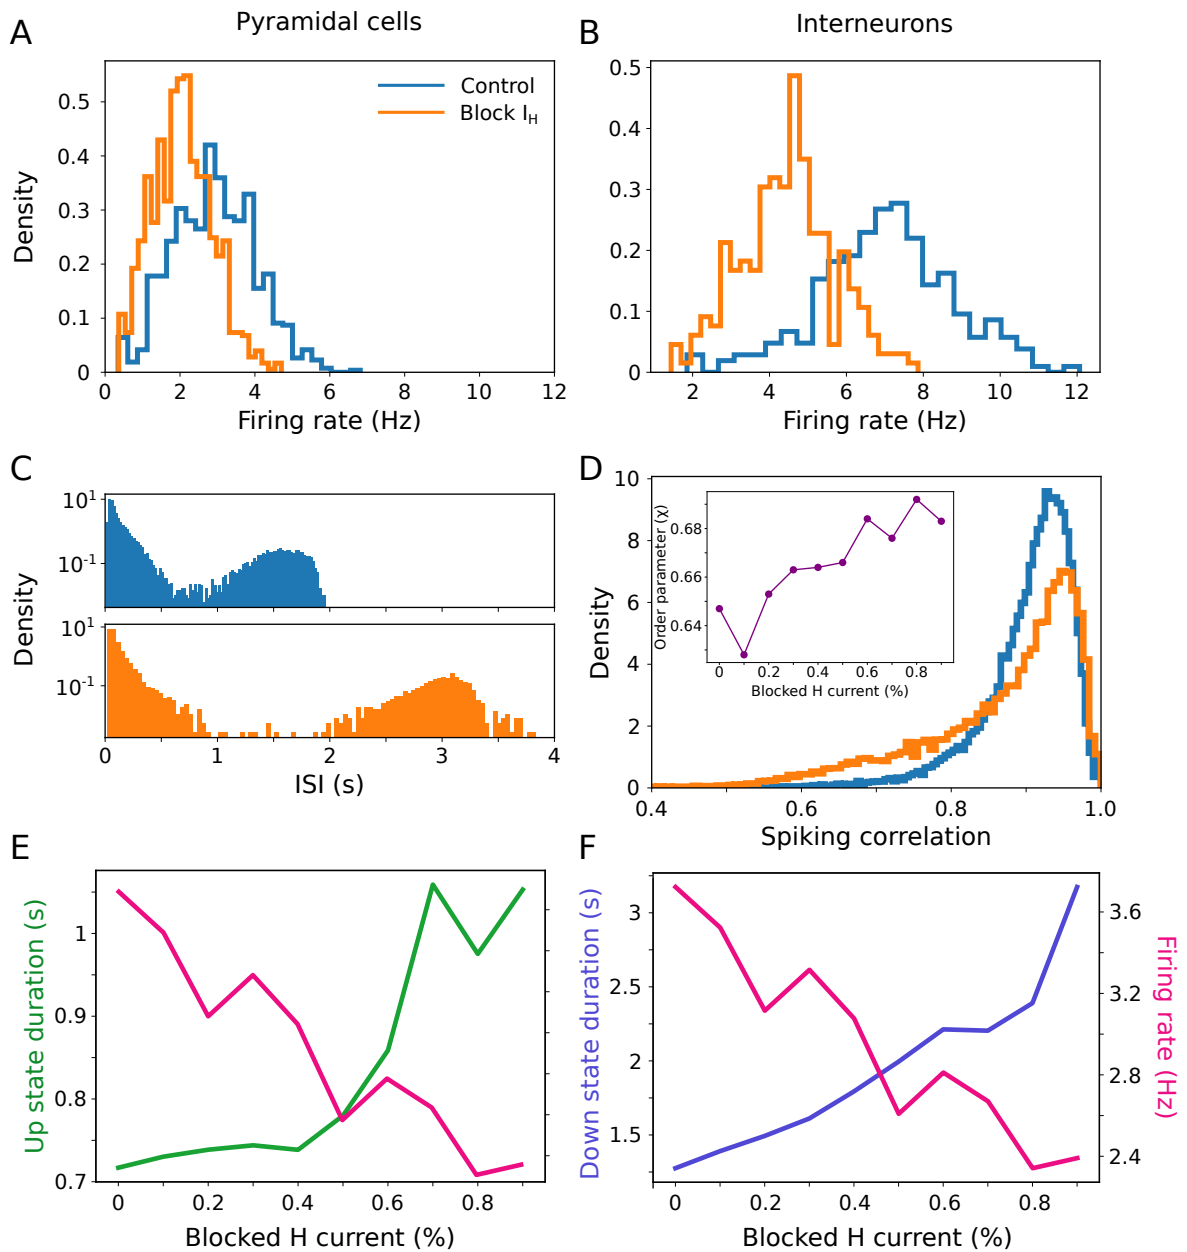 A
Pyramidal cells
B
Interneurons
Control
Block I_H
0.5
0.4
0.3
0.2
0.1
0
Density
0 2 4 6 8 10 12
Firing rate (Hz)
0.5
0.4
0.3
0.2
0.1
0
2 4 6 8 10 12
Firing rate (Hz)
C
10^1
10^-1
10^1
10^-1
Density
Density
0 1 2 3 4
ISI (s)
D
10
8
6
4
2
0
Density
0.4 0.6 0.8 1.0
Spiking correlation
0.68
0.66
0.64
Order parameter (χ)
0 0.2 0.4 0.6 0.8
Blocked H current (%)
E
1
0.9
0.8
0.7
Up state duration (s)
0 0.2 0.4 0.6 0.8
Blocked H current (%)
F
3
2.5
2
1.5
Down state duration (s)
3.6
3.2
2.8
2.4
Firing rate (Hz)
0 0.2 0.4 0.6 0.8
Blocked H current (%)